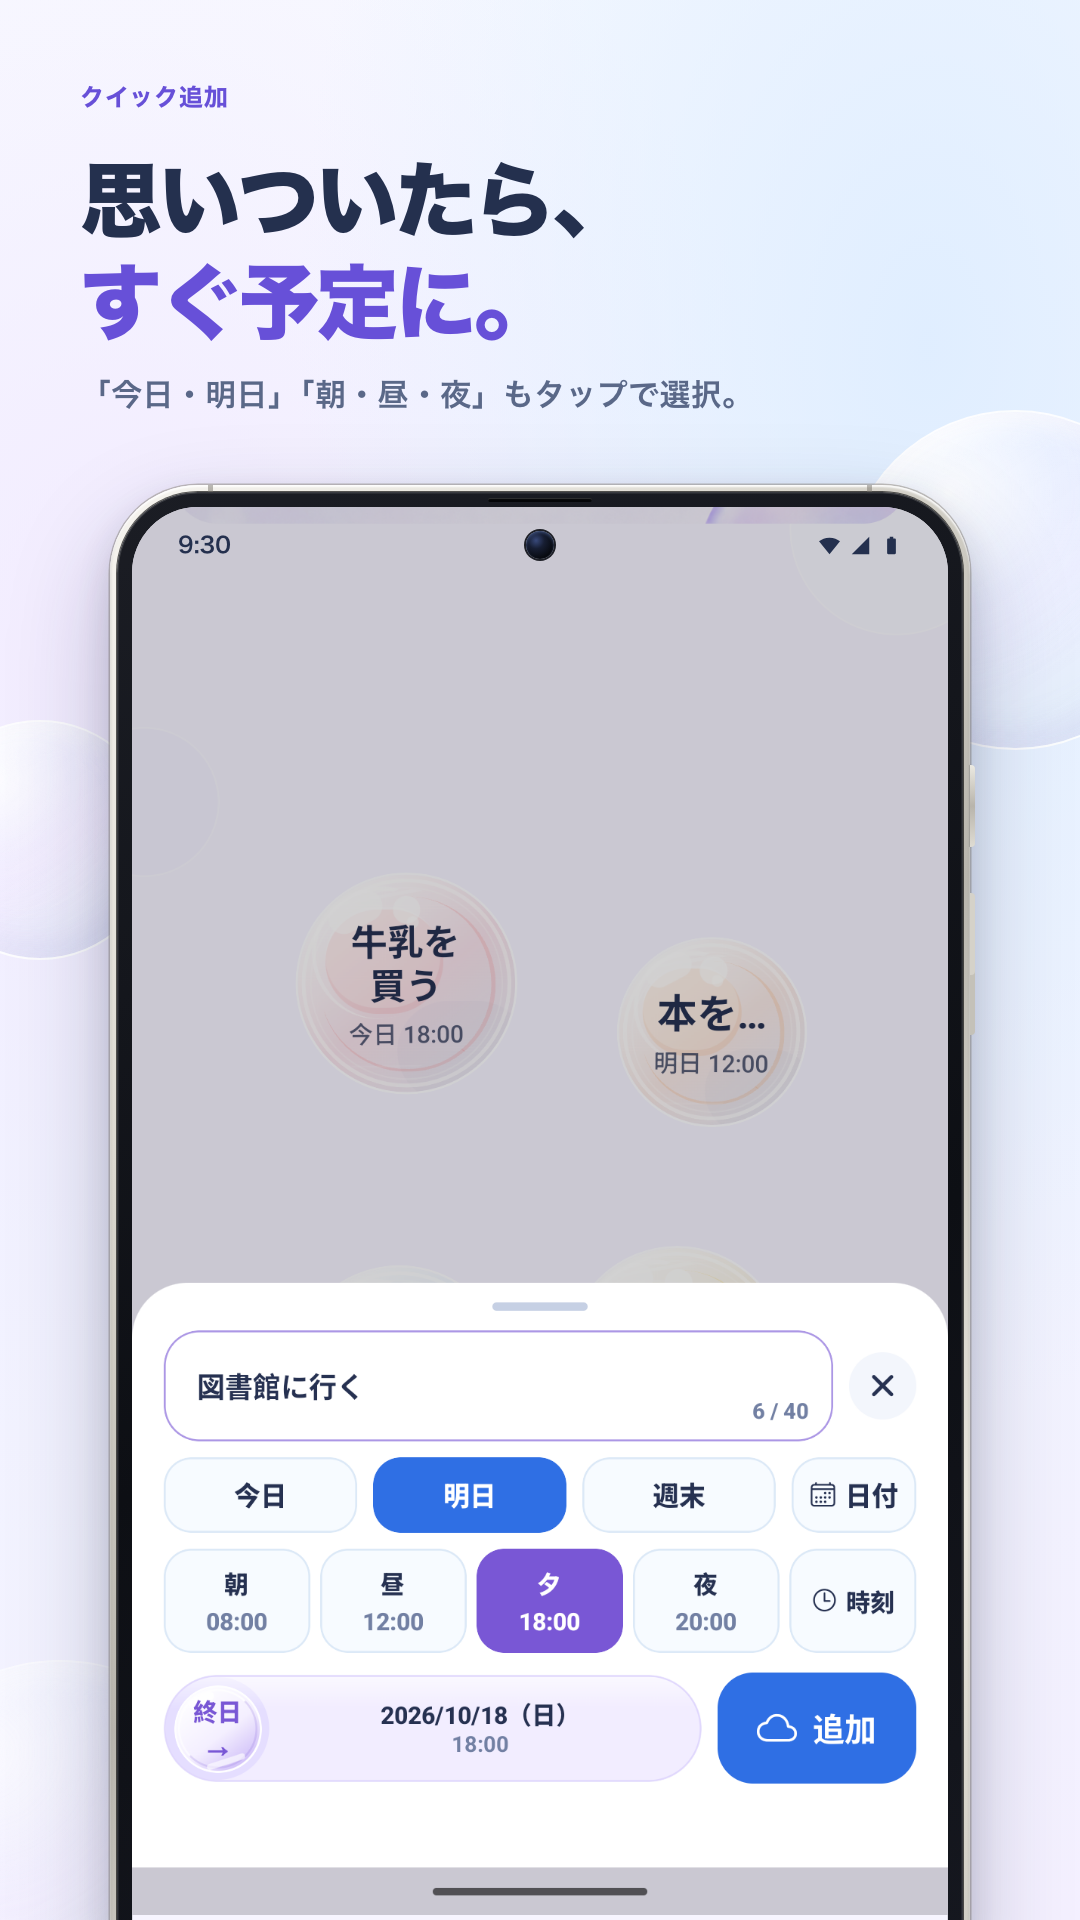 クイック追加
思いついたら、
すぐ予定に。
「今日・明日」「朝・昼・夜」もタップで選択。
9:30
牛乳を
買う
今日 18:00
本を...
明日 12:00
図書館に行く
6 / 40
今日
明日
週末
日付
朝
08:00
昼
12:00
夕
18:00
夜
20:00
時刻
終日
→
2026/10/18（日）
18:00
追加